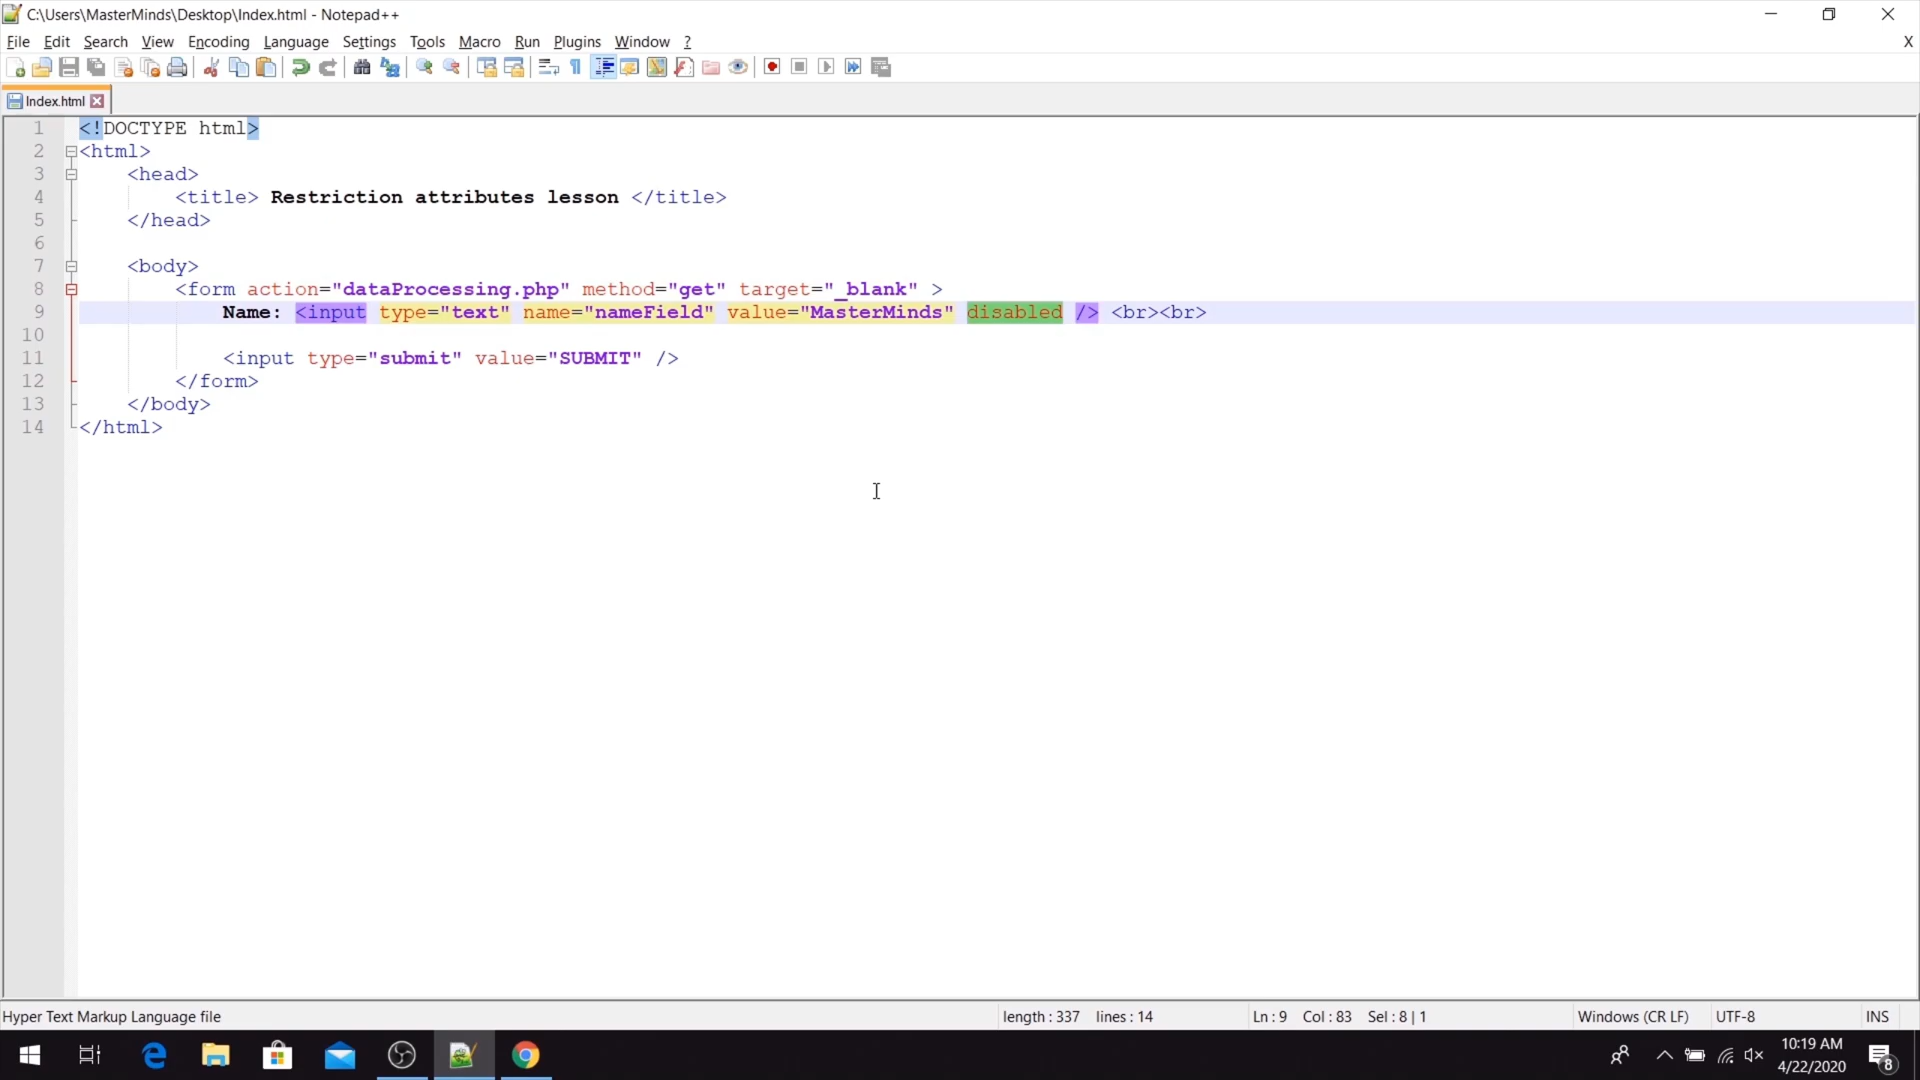 C:\Users\MasterMinds\Desktop\Index.html - Notepad++
File Edit Search View Encoding Language Settings Tools Macro Run Plugins Window ? X
Index.html
1 <!DOCTYPE html>
2 <html>
3 <head>
4 <title> Restriction attributes lesson </title>
5 </head>
6
7 <body>
8 <form action="dataProcessing.php" method="get" target="_blank" >
9 Name: <input type="text" name="nameField" value="MasterMinds" disabled /> <br><br>
10
11 <input type="submit" value="SUBMIT" />
12 </form>
13 </body>
14 </html>
Hyper Text Markup Language file length : 337 lines : 14 Ln : 9 Col : 83 Sel : 8 | 1 Windows (CR LF) UTF-8 INS
10:19 AM
4/22/2020
8